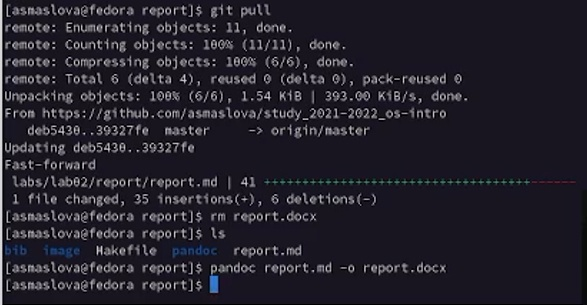 [asmaslova@fedora report]$ git pull
remote: Enumerating objects: 11, done.
remote: Counting objects: 100% (11/11), done.
remote: Compressing objects: 100% (6/6), done.
remote: Total 6 (delta 4), reused 0 (delta 0), pack-reused 0
Unpacking objects: 100% (6/6), 1.54 KiB | 393.00 KiB/s, done.
From https://github.com/asmaslova/study_2021-2022_os-intro
   deb5430..39327fe  master     -> origin/master
Updating deb5430..39327fe
Fast-forward
 labs/lab02/report/report.md | 41 +++++++++++++++++++++++++++++++++++------
 1 file changed, 35 insertions(+), 6 deletions(-)
[asmaslova@fedora report]$ rm report.docx
[asmaslova@fedora report]$ ls
bib  image  Makefile  pandoc  report.md
[asmaslova@fedora report]$ pandoc report.md -o report.docx
[asmaslova@fedora report]$